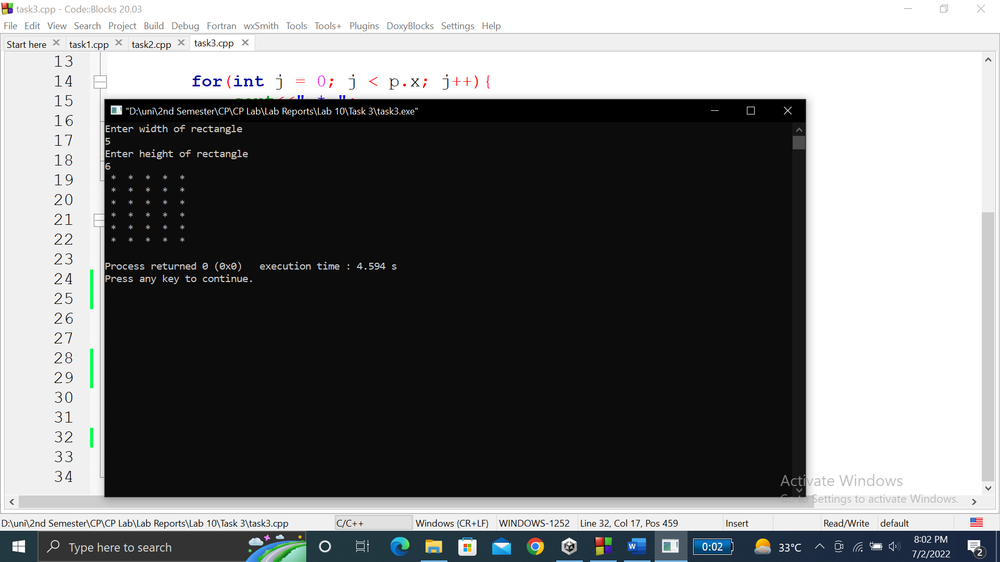 task3.cpp - Code::Blocks 20.03
File Edit View Search Project Build Debug Fortran wxSmith Tools Tools+ Plugins DoxyBlocks Settings Help
Start here task1.cpp task2.cpp task3.cpp
13
14 for(int j = 0; j < p.x; j++){
15 cout<<" * ";
"D:\uni\2nd Semester\CP\CP Lab\Lab Reports\Lab 10\Task 3\task3.exe"
16
17
18
19
20
21
22
23
24
25
26
27
28
29
30
31
32
33
34
Enter width of rectangle
5
Enter height of rectangle
6
* * * * *
* * * * *
* * * * *
* * * * *
* * * * *
* * * * *
Process returned 0 (0x0) execution time : 4.594 s
Press any key to continue.
Activate Windows
Go to Settings to activate Windows.
D:\uni\2nd Semester\CP\CP Lab\Lab Reports\Lab 10\Task 3\task3.cpp C/C++ Windows (CR+LF) WINDOWS-1252 Line 32, Col 17, Pos 459 Insert Read/Write default
Type here to search
W
0:02
33°C
8:02 PM
7/2/2022
2